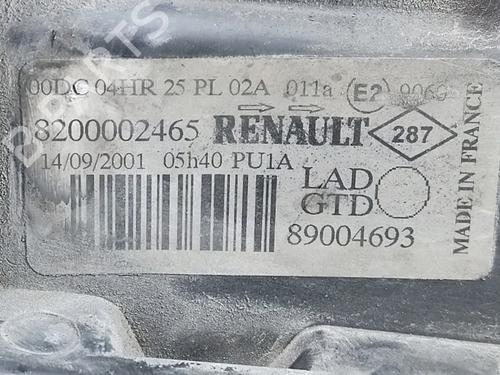 00DC 04HR 25 PL 02A 011a E2 9069
8200002465 RENAULT 287
14/09/2001 05h40 PU1A
LAD
GTD
89004693
MADE IN FRANCE
PARTS